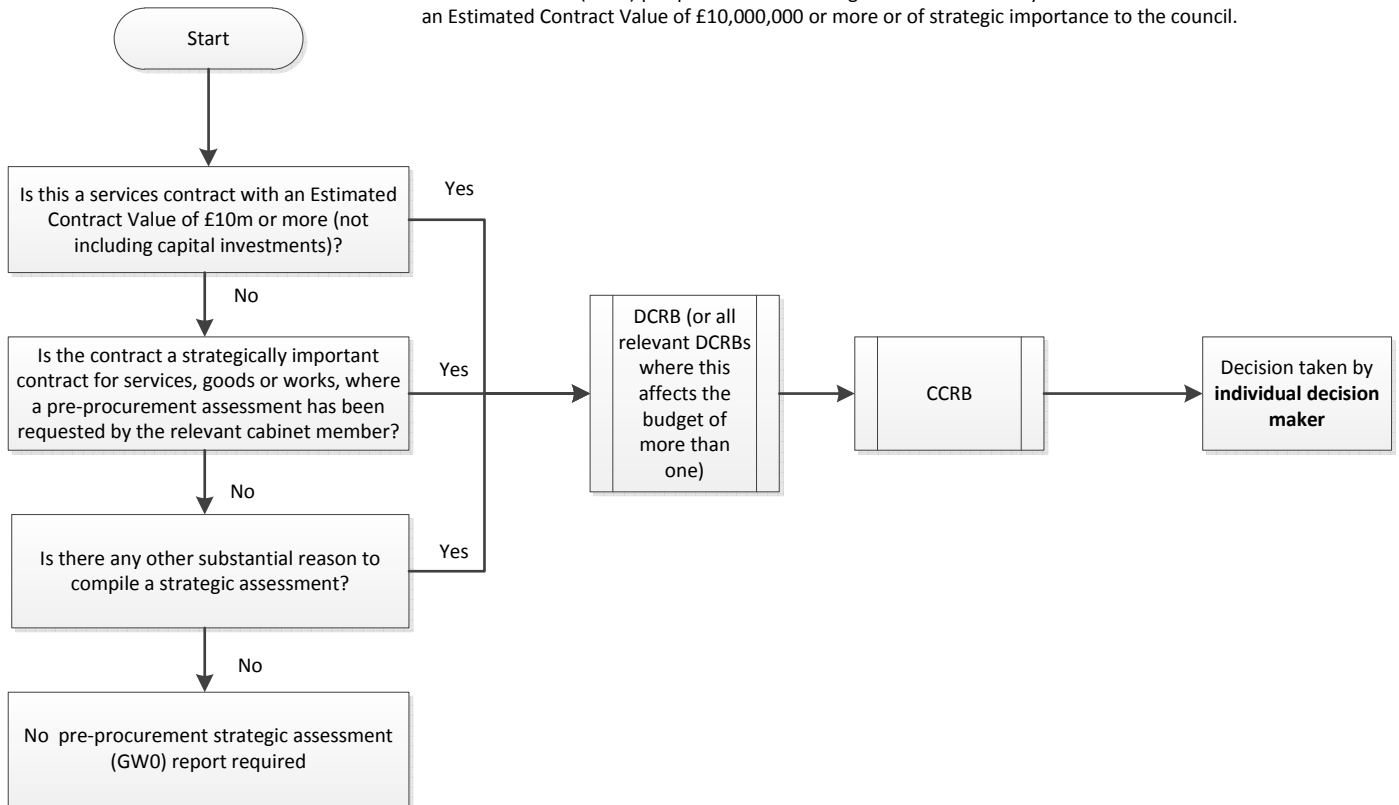 an Estimated Contract Value of £10,000,000 or more or of strategic importance to the council.
Start
Is this a services contract with an Estimated
Contract Value of £10m or more (not
including capital investments)?
Yes
No
Is the contract a strategically important
contract for services, goods or works, where
a pre-procurement assessment has been
requested by the relevant cabinet member?
Yes
No
Is there any other substantial reason to
compile a strategic assessment?
Yes
No
No pre-procurement strategic assessment
(GW0) report required
DCRB (or all
relevant DCRBs
where this
affects the
budget of
more than
one)
CCRB
Decision taken by
individual decision
maker